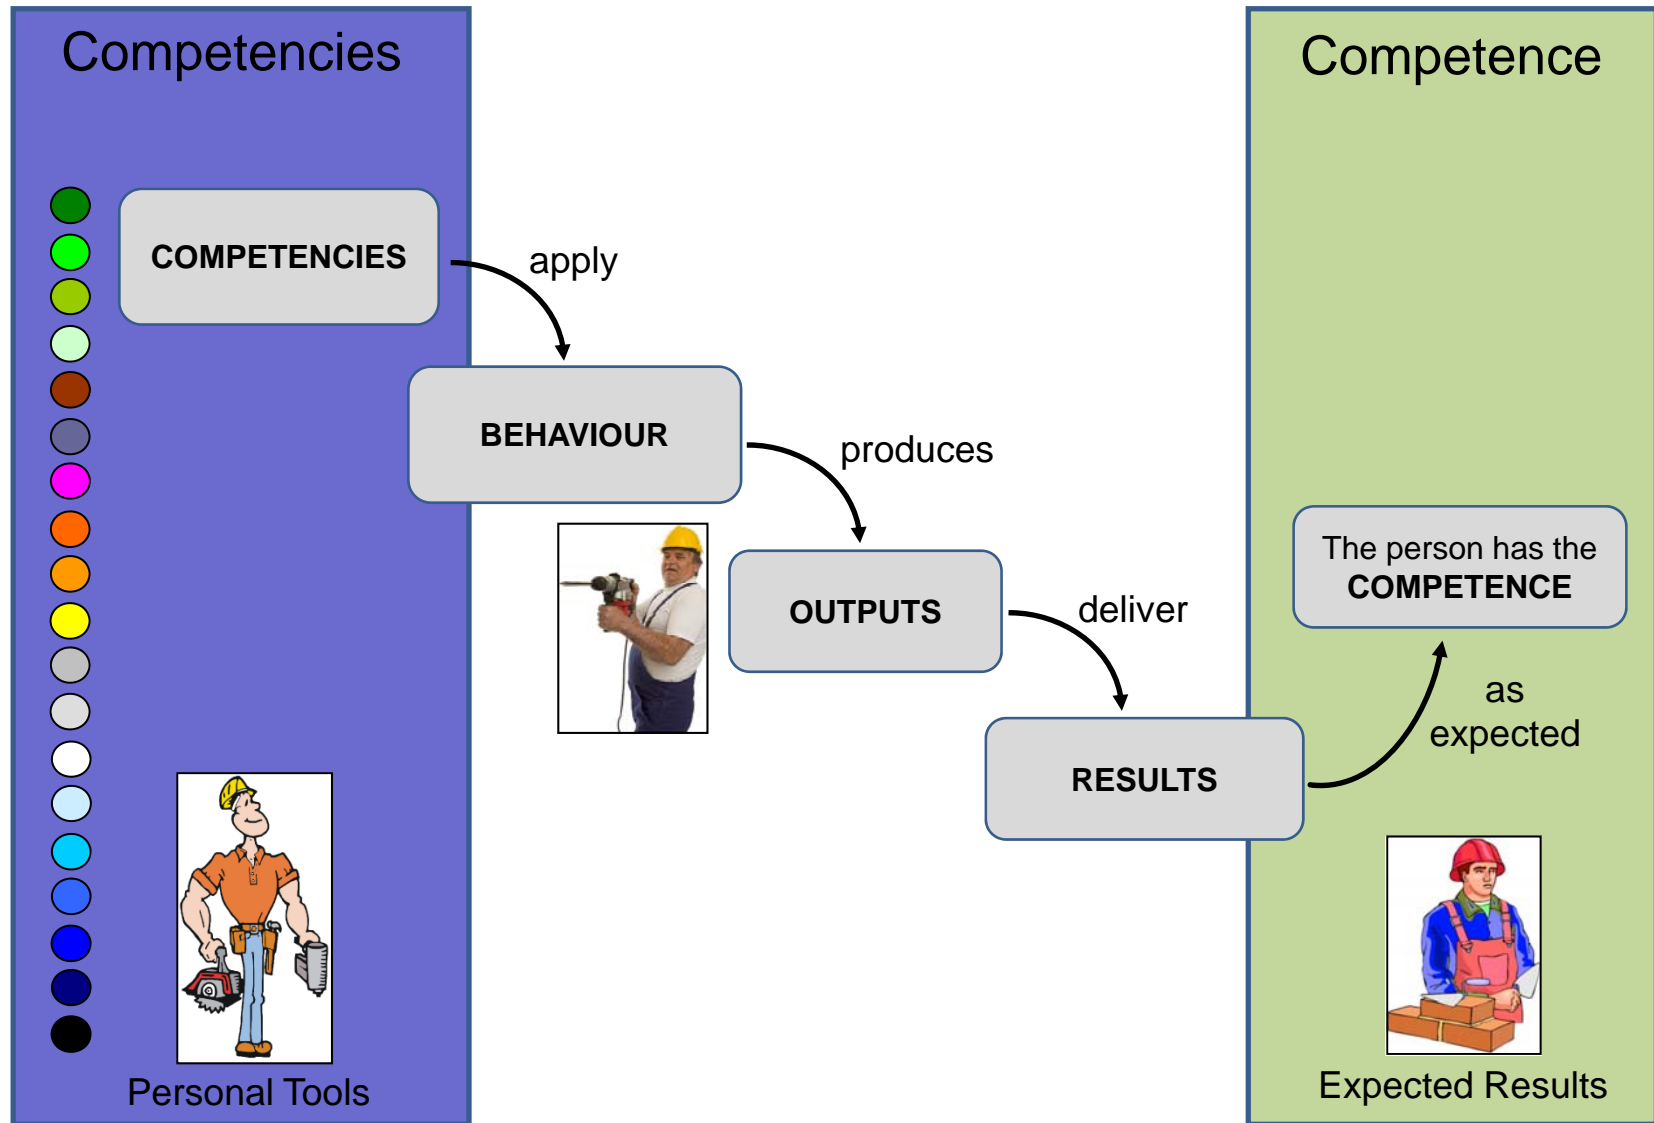 Competencies
Competence
COMPETENCIES
apply
BEHAVIOUR
produces
OUTPUTS
deliver
RESULTS
as
expected
The person has the
COMPETENCE
Personal Tools
Expected Results